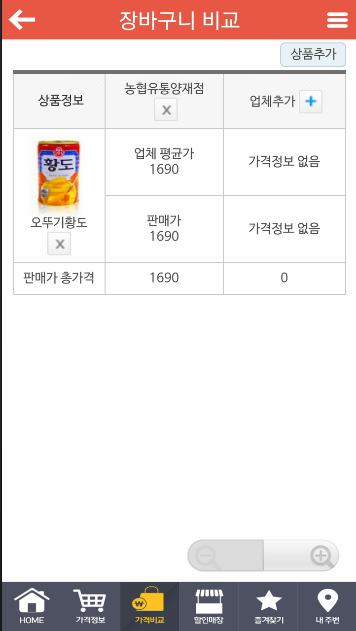 장바구니 비교
상품추가
상품정보
농협유통양재점
x
업체추가 +
황도
오뚜기황도
x
업체 평균가
1690
가격정보 없음
판매가
1690
가격정보 없음
판매가 총가격
1690
0
HOME
가격정보
가격비교
할인매장
즐겨찾기
내 주변